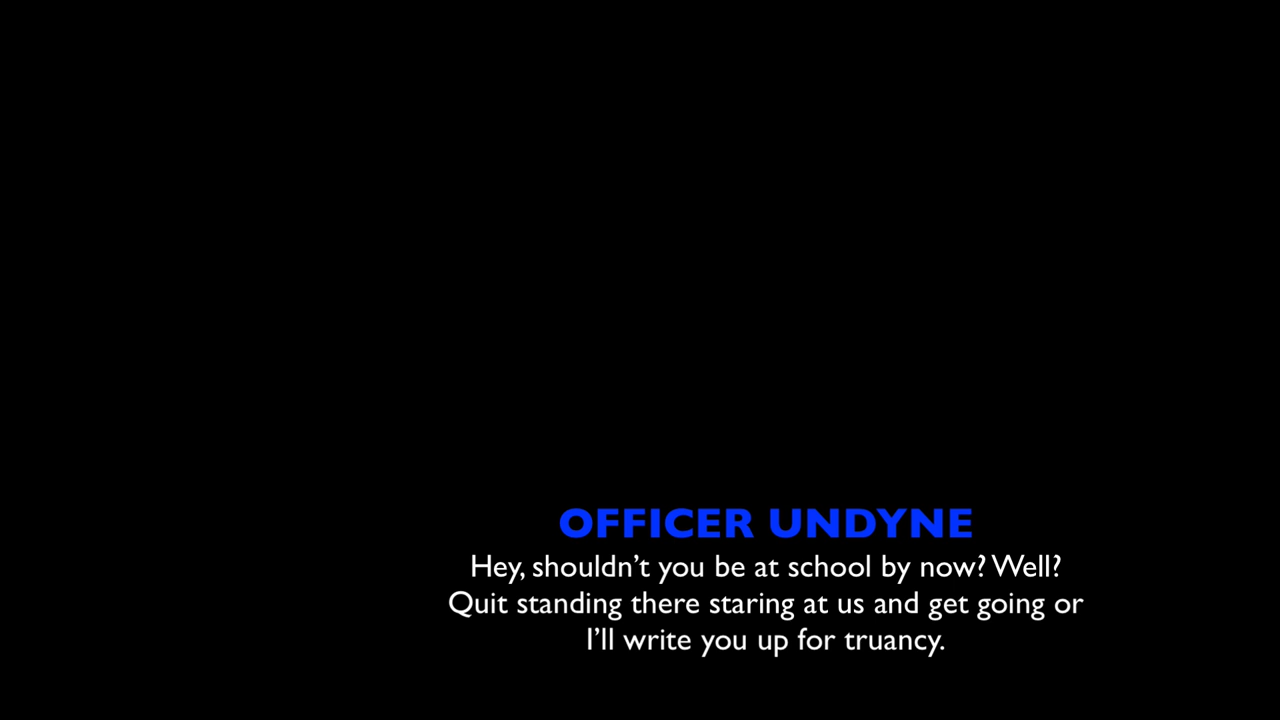 OFFICER UNDYNE
Hey, shouldn’t you be at school by now? Well?
Quit standing there staring at us and get going or
I’ll write you up for truancy.